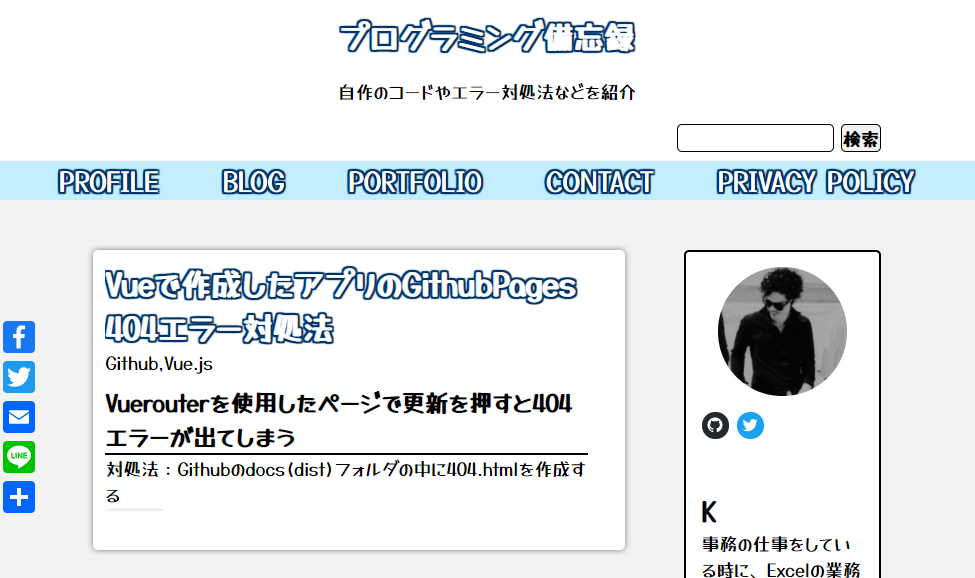 プログラミング備忘録
自作のコードやエラー対処法などを紹介
検索
PROFILE BLOG PORTFOLIO CONTACT PRIVACY POLICY
Vueで作成したアプリのGithubPages
404エラー対処法
Github,Vue.js
Vuerouterを使用したページで更新を押すと404
エラーが出てしまう
対処法：Githubのdocs(dist)フォルダの中に404.htmlを作成す
る
LINE
K
事務の仕事をしてい
る時に、Excelの業務